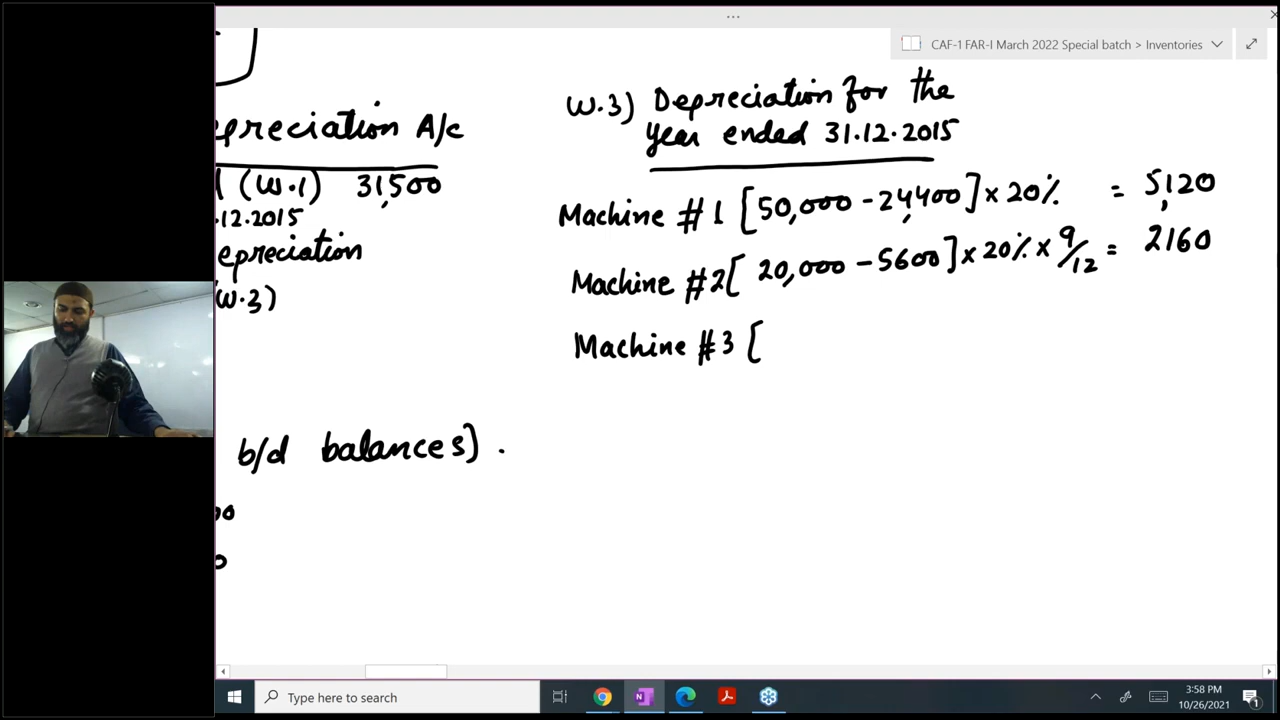 CAF-1 FAR-I March 2022 Special batch > Inventories
preciation A/c
(W.1) 31,500
.12.2015
epreciation
(W.3)
b/d balances).
W.3) Depreciation for the
year ended 31.12.2015
Machine #1 [50,000 - 24,400] × 20% = 5,120
Machine #2 [20,000 - 5600] × 20% × 9/12 = 2160
Machine #3 [
Type here to search
3:58 PM
10/26/2021